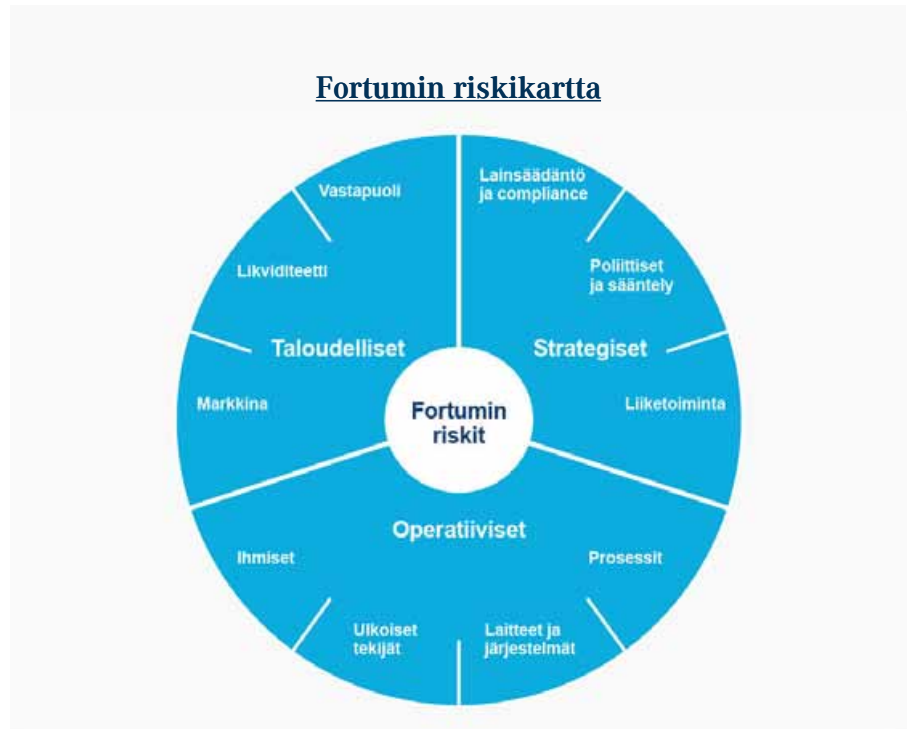 Fortumin riskikartta
Vastapuoli
Lainsäädäntö
ja compliance
Likviditeetti
Poliittiset
ja sääntely
Taloudelliset
Strategiset
Markkina
Fortumin
riskit
Liiketoiminta
Operatiiviset
Ihmiset
Prosessit
Ulkoiset
tekijät
Laitteet ja
järjestelmät